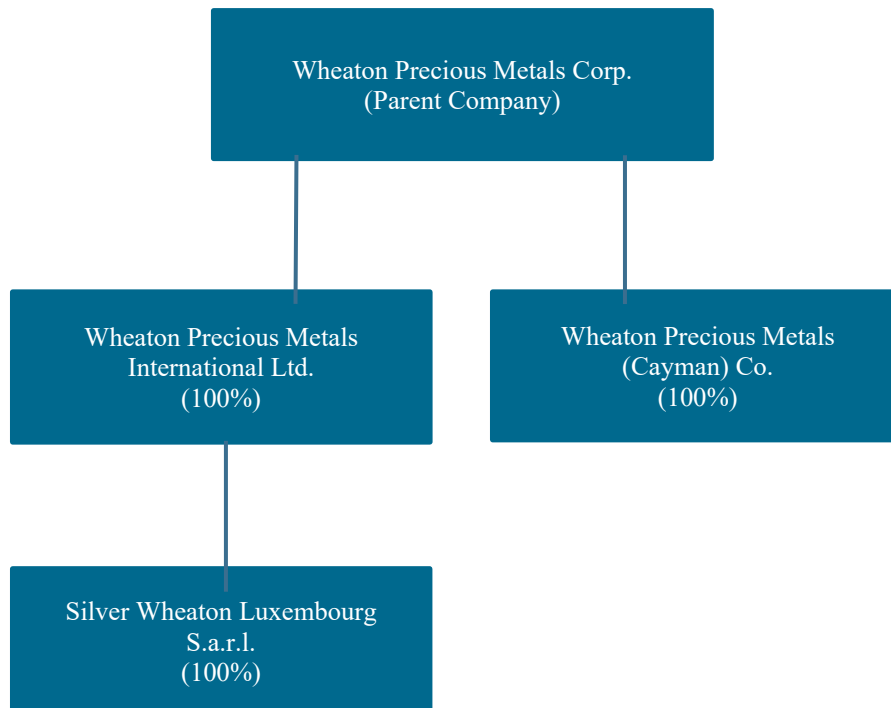 Wheaton Precious Metals Corp.
(Parent Company)
Wheaton Precious Metals
International Ltd.
(100%)
Wheaton Precious Metals
(Cayman) Co.
(100%)
Silver Wheaton Luxembourg
S.a.r.l.
(100%)